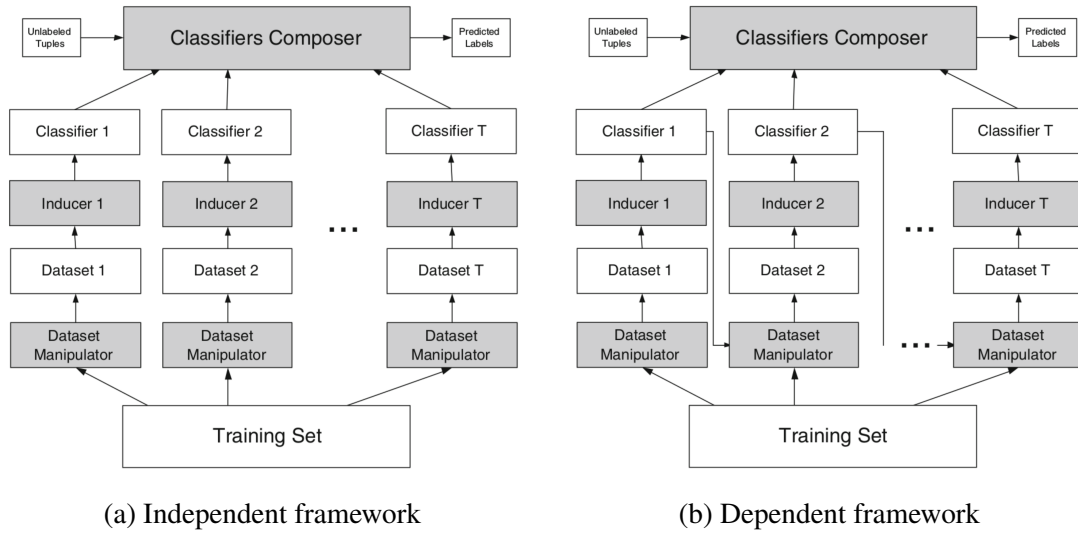 Unlabeled
Tuples
Classifiers Composer
Predicted
Labels
Classifier 1
Classifier 2
Classifier T
Inducer 1
Inducer 2
Inducer T
...
Dataset 1
Dataset 2
Dataset T
Dataset
Manipulator
Dataset
Manipulator
Dataset
Manipulator
Training Set
(a) Independent framework
Unlabeled
Tuples
Classifiers Composer
Predicted
Labels
Classifier 1
Classifier 2
Classifier T
Inducer 1
Inducer 2
Inducer T
...
Dataset 1
Dataset 2
Dataset T
Dataset
Manipulator
Dataset
Manipulator
...
Dataset
Manipulator
Training Set
(b) Dependent framework